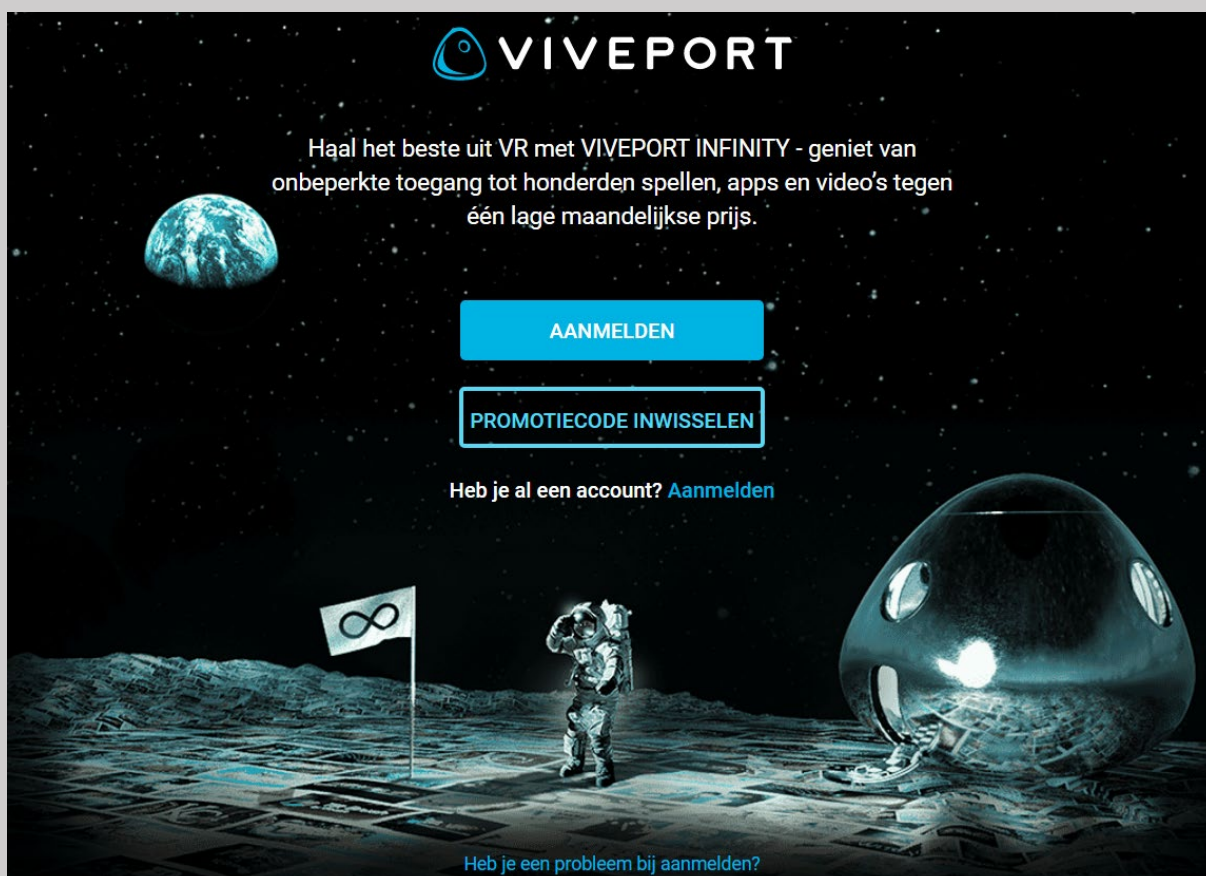 VIVEPORT
Haal het beste uit VR met VIVEPORT INFINITY - geniet van
onbeperkte toegang tot honderden spellen, apps en video’s tegen
één lage maandelijkse prijs.
AANMELDEN
PROMOTIECODE INWISSELEN
Heb je al een account? Aanmelden
Heb je een probleem bij aanmelden?